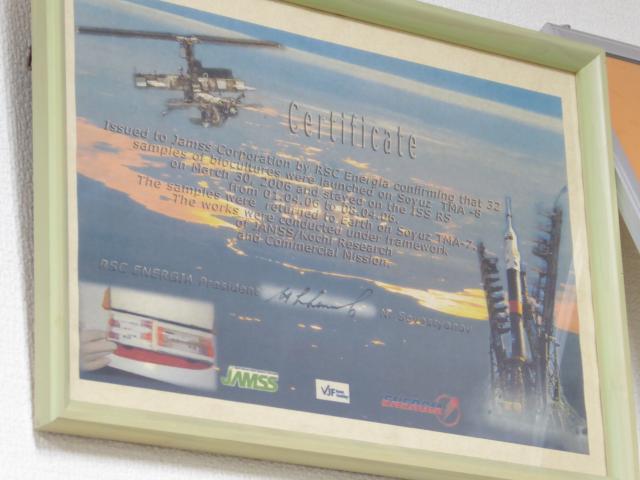 Certificate
Issued to Jamss Corporation by RSC Energia confirming that 32
samples of biocultures were launched on Soyuz TMA -8
on March 30, 2006 and stayed on the ISS RS
from 01.04.06 to 08.04.06.
The samples were returned to Earth on Soyuz TMA-7.
The works were conducted under framework
of JAMSS/Kochi Research
and Commercial Mission.
RSC ENERGIA President N. Sevastyanov
JAMSS
VJF
ENERGIA